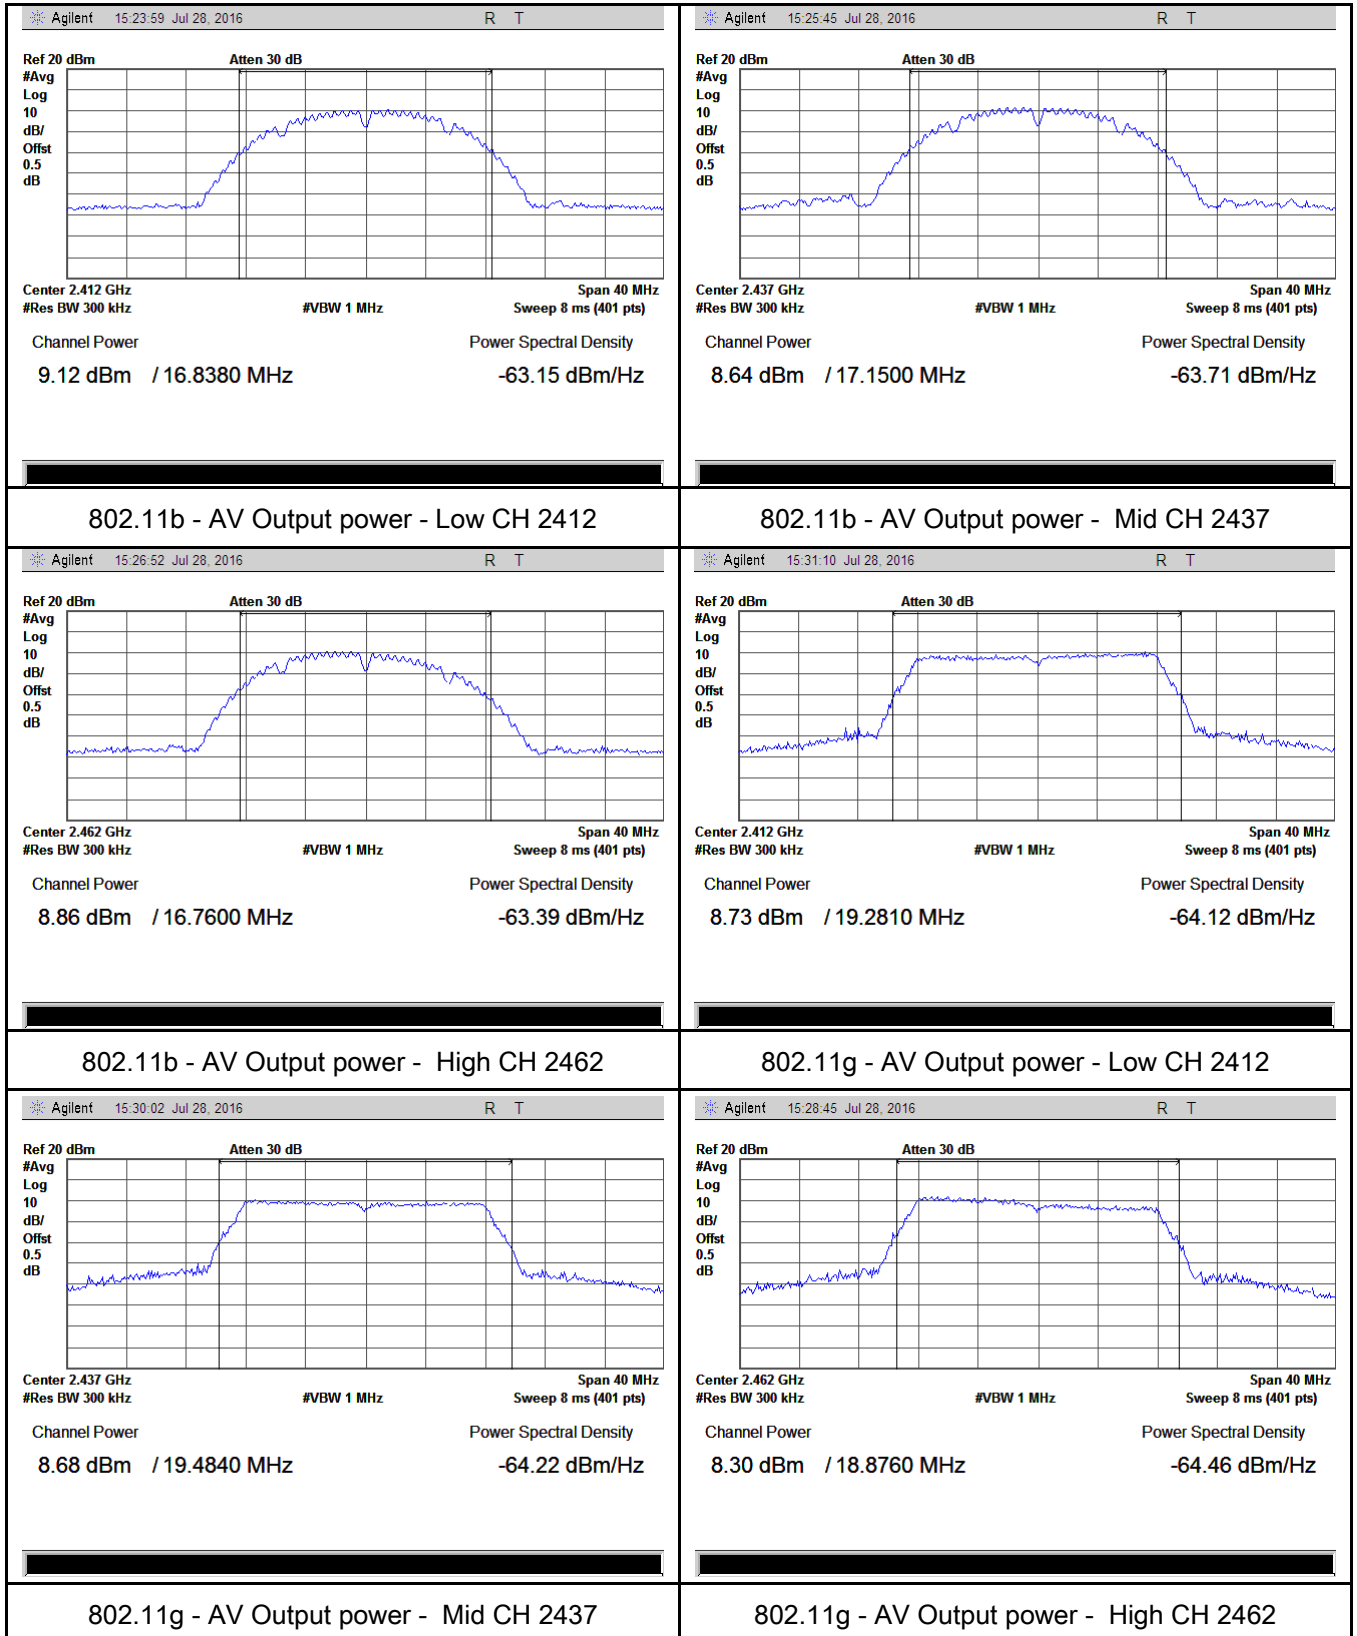 Agilent 15:23:59 Jul 28, 2016 R T
Ref 20 dBm Atten 30 dB
#Avg
Log
10
dB/
Offst
0.5
dB
Center 2.412 GHz Span 40 MHz
#Res BW 300 kHz #VBW 1 MHz Sweep 8 ms (401 pts)
Channel Power Power Spectral Density
9.12 dBm / 16.8380 MHz -63.15 dBm/Hz
802.11b - AV Output power - Low CH 2412
Agilent 15:25:45 Jul 28, 2016 R T
Ref 20 dBm Atten 30 dB
#Avg
Log
10
dB/
Offst
0.5
dB
Center 2.437 GHz Span 40 MHz
#Res BW 300 kHz #VBW 1 MHz Sweep 8 ms (401 pts)
Channel Power Power Spectral Density
8.64 dBm / 17.1500 MHz -63.71 dBm/Hz
802.11b - AV Output power - Mid CH 2437
Agilent 15:26:52 Jul 28, 2016 R T
Ref 20 dBm Atten 30 dB
#Avg
Log
10
dB/
Offst
0.5
dB
Center 2.462 GHz Span 40 MHz
#Res BW 300 kHz #VBW 1 MHz Sweep 8 ms (401 pts)
Channel Power Power Spectral Density
8.86 dBm / 16.7600 MHz -63.39 dBm/Hz
802.11b - AV Output power - High CH 2462
Agilent 15:31:10 Jul 28, 2016 R T
Ref 20 dBm Atten 30 dB
#Avg
Log
10
dB/
Offst
0.5
dB
Center 2.412 GHz Span 40 MHz
#Res BW 300 kHz #VBW 1 MHz Sweep 8 ms (401 pts)
Channel Power Power Spectral Density
8.73 dBm / 19.2810 MHz -64.12 dBm/Hz
802.11g - AV Output power - Low CH 2412
Agilent 15:30:02 Jul 28, 2016 R T
Ref 20 dBm Atten 30 dB
#Avg
Log
10
dB/
Offst
0.5
dB
Center 2.437 GHz Span 40 MHz
#Res BW 300 kHz #VBW 1 MHz Sweep 8 ms (401 pts)
Channel Power Power Spectral Density
8.68 dBm / 19.4840 MHz -64.22 dBm/Hz
802.11g - AV Output power - Mid CH 2437
Agilent 15:28:45 Jul 28, 2016 R T
Ref 20 dBm Atten 30 dB
#Avg
Log
10
dB/
Offst
0.5
dB
Center 2.462 GHz Span 40 MHz
#Res BW 300 kHz #VBW 1 MHz Sweep 8 ms (401 pts)
Channel Power Power Spectral Density
8.30 dBm / 18.8760 MHz -64.46 dBm/Hz
802.11g - AV Output power - High CH 2462